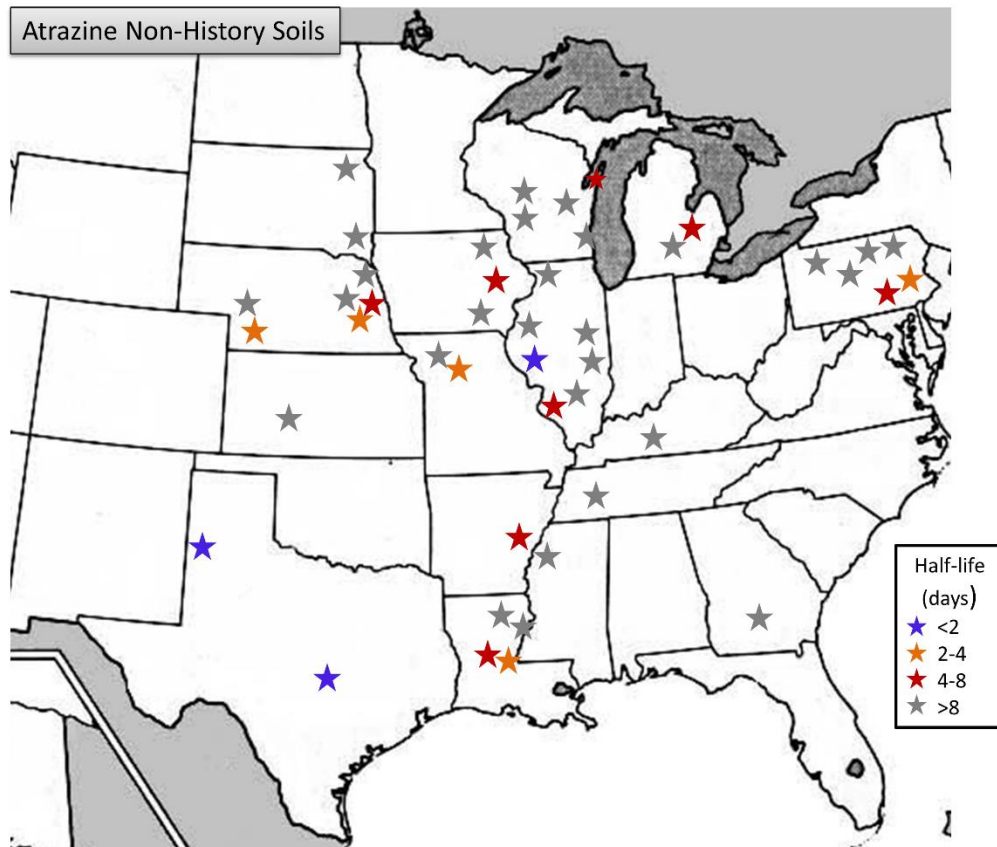 Atrazine Non-History Soils
Half-life
(days)
<2
2-4
4-8
>8